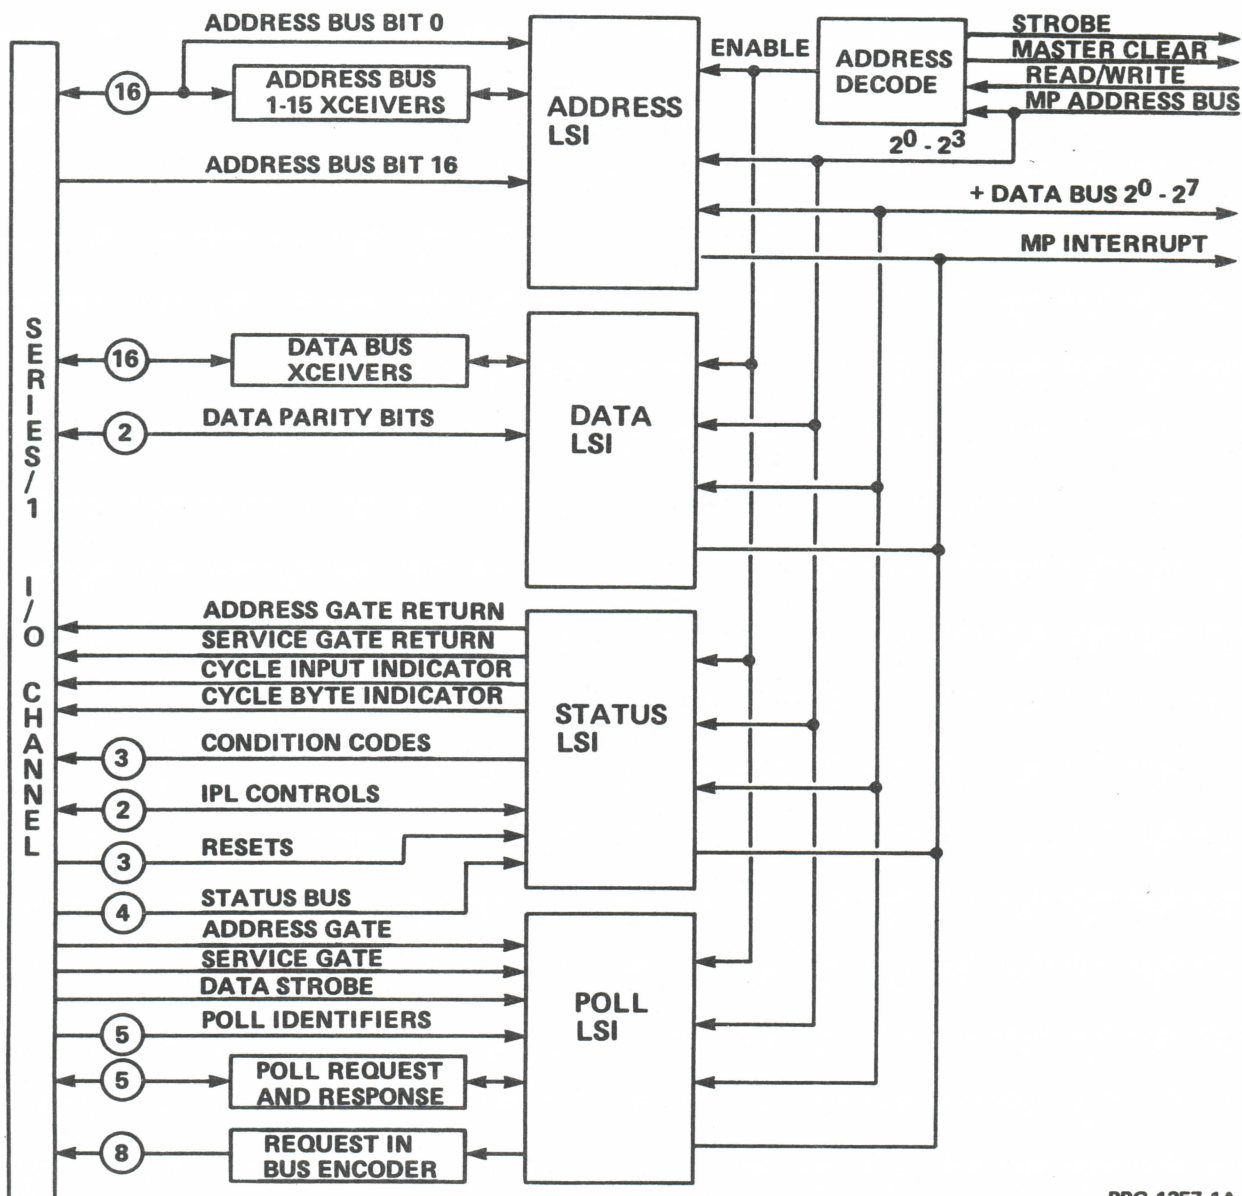 ADDRESS BUS BIT 0
16
ADDRESS BUS
1-15 XCEIVERS
ADDRESS BUS BIT 16
ADDRESS
LSI
ENABLE
ADDRESS
DECODE
STROBE
MASTER CLEAR
READ/WRITE
MP ADDRESS BUS
2⁰ - 2³
+ DATA BUS 2⁰ - 2⁷
MP INTERRUPT
SERIES/1 I/O CHANNEL
16
DATA BUS
XCEIVERS
2
DATA PARITY BITS
DATA
LSI
ADDRESS GATE RETURN
SERVICE GATE RETURN
CYCLE INPUT INDICATOR
CYCLE BYTE INDICATOR
3
CONDITION CODES
2
IPL CONTROLS
3
RESETS
4
STATUS BUS
STATUS
LSI
ADDRESS GATE
SERVICE GATE
DATA STROBE
5
POLL IDENTIFIERS
5
POLL REQUEST
AND RESPONSE
8
REQUEST IN
BUS ENCODER
POLL
LSI